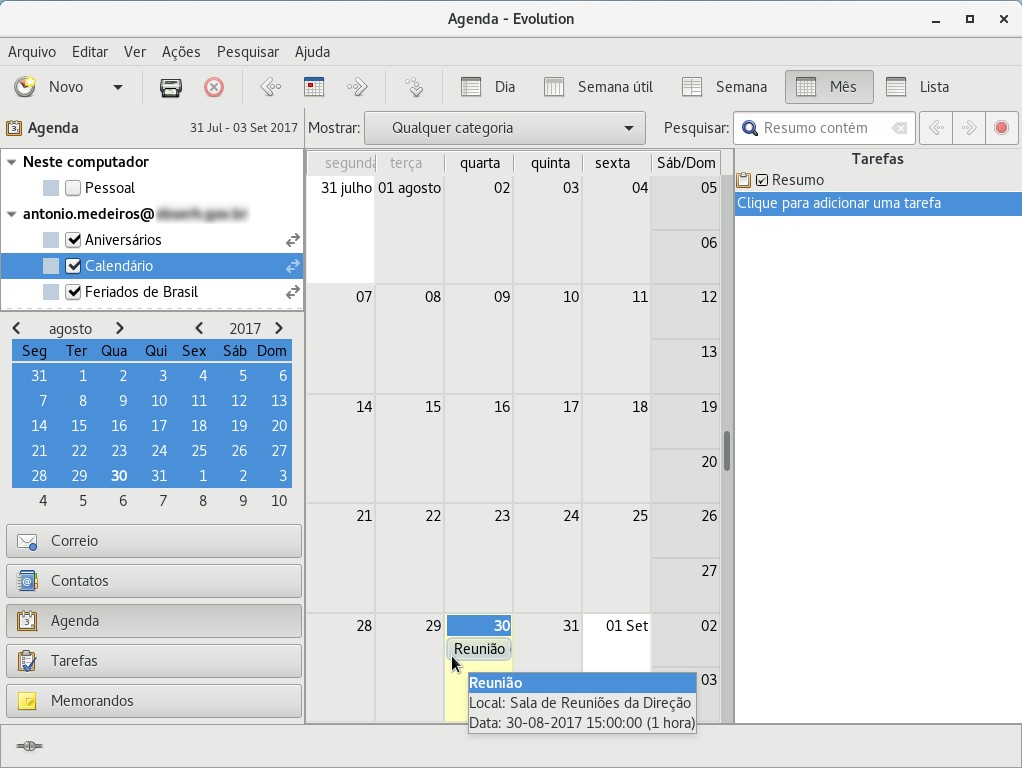 Agenda - Evolution
Arquivo Editar Ver Ações Pesquisar Ajuda
Novo Dia Semana útil Semana Mês Lista
Agenda 31 Jul - 03 Set 2017 Mostrar: Qualquer categoria Pesquisar: Resumo contém
Neste computador
Pessoal
antonio.medeiros@
Aniversários
Calendário
Feriados de Brasil
agosto 2017
Seg Ter Qua Qui Sex Sáb Dom
31 1 2 3 4 5 6
7 8 9 10 11 12 13
14 15 16 17 18 19 20
21 22 23 24 25 26 27
28 29 30 31 1 2 3
4 5 6 7 8 9 10
Correio
Contatos
Agenda
Tarefas
Memorandos
segunda terça quarta quinta sexta Sáb/Dom
31 julho 01 agosto 02 03 04 05
06
07 08 09 10 11 12
13
14 15 16 17 18 19
20
21 22 23 24 25 26
27
28 29 30 31 01 Set 02
Reunião
03
Reunião
Local: Sala de Reuniões da Direção
Data: 30-08-2017 15:00:00 (1 hora)
Tarefas
Resumo
Clique para adicionar uma tarefa